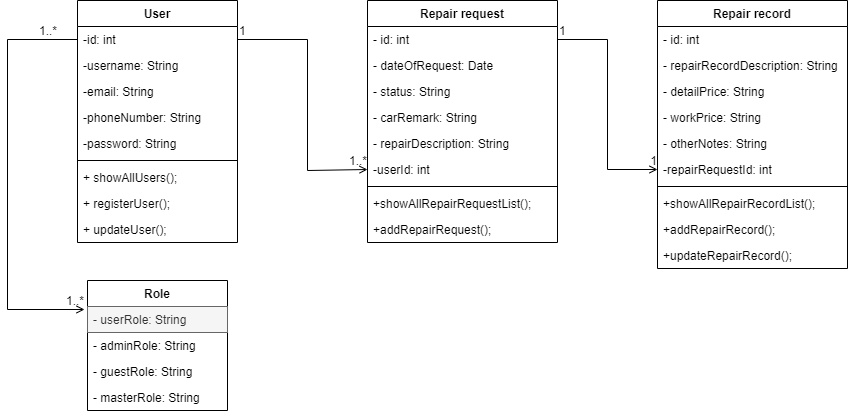 User
-id: int
-username: String
-email: String
-phoneNumber: String
-password: String
+ showAllUsers();
+ registerUser();
+ updateUser();
1..*
1
Repair request
- id: int
- dateOfRequest: Date
- status: String
- carRemark: String
- repairDescription: String
-userId: int
+showAllRepairRequestList();
+addRepairRequest();
1..*
1
Repair record
- id: int
- repairRecordDescription: String
- detailPrice: String
- workPrice: String
- otherNotes: String
-repairRequestId: int
+showAllRepairRecordList();
+addRepairRecord();
+updateRepairRecord();
1
1..*
Role
- userRole: String
- adminRole: String
- guestRole: String
- masterRole: String